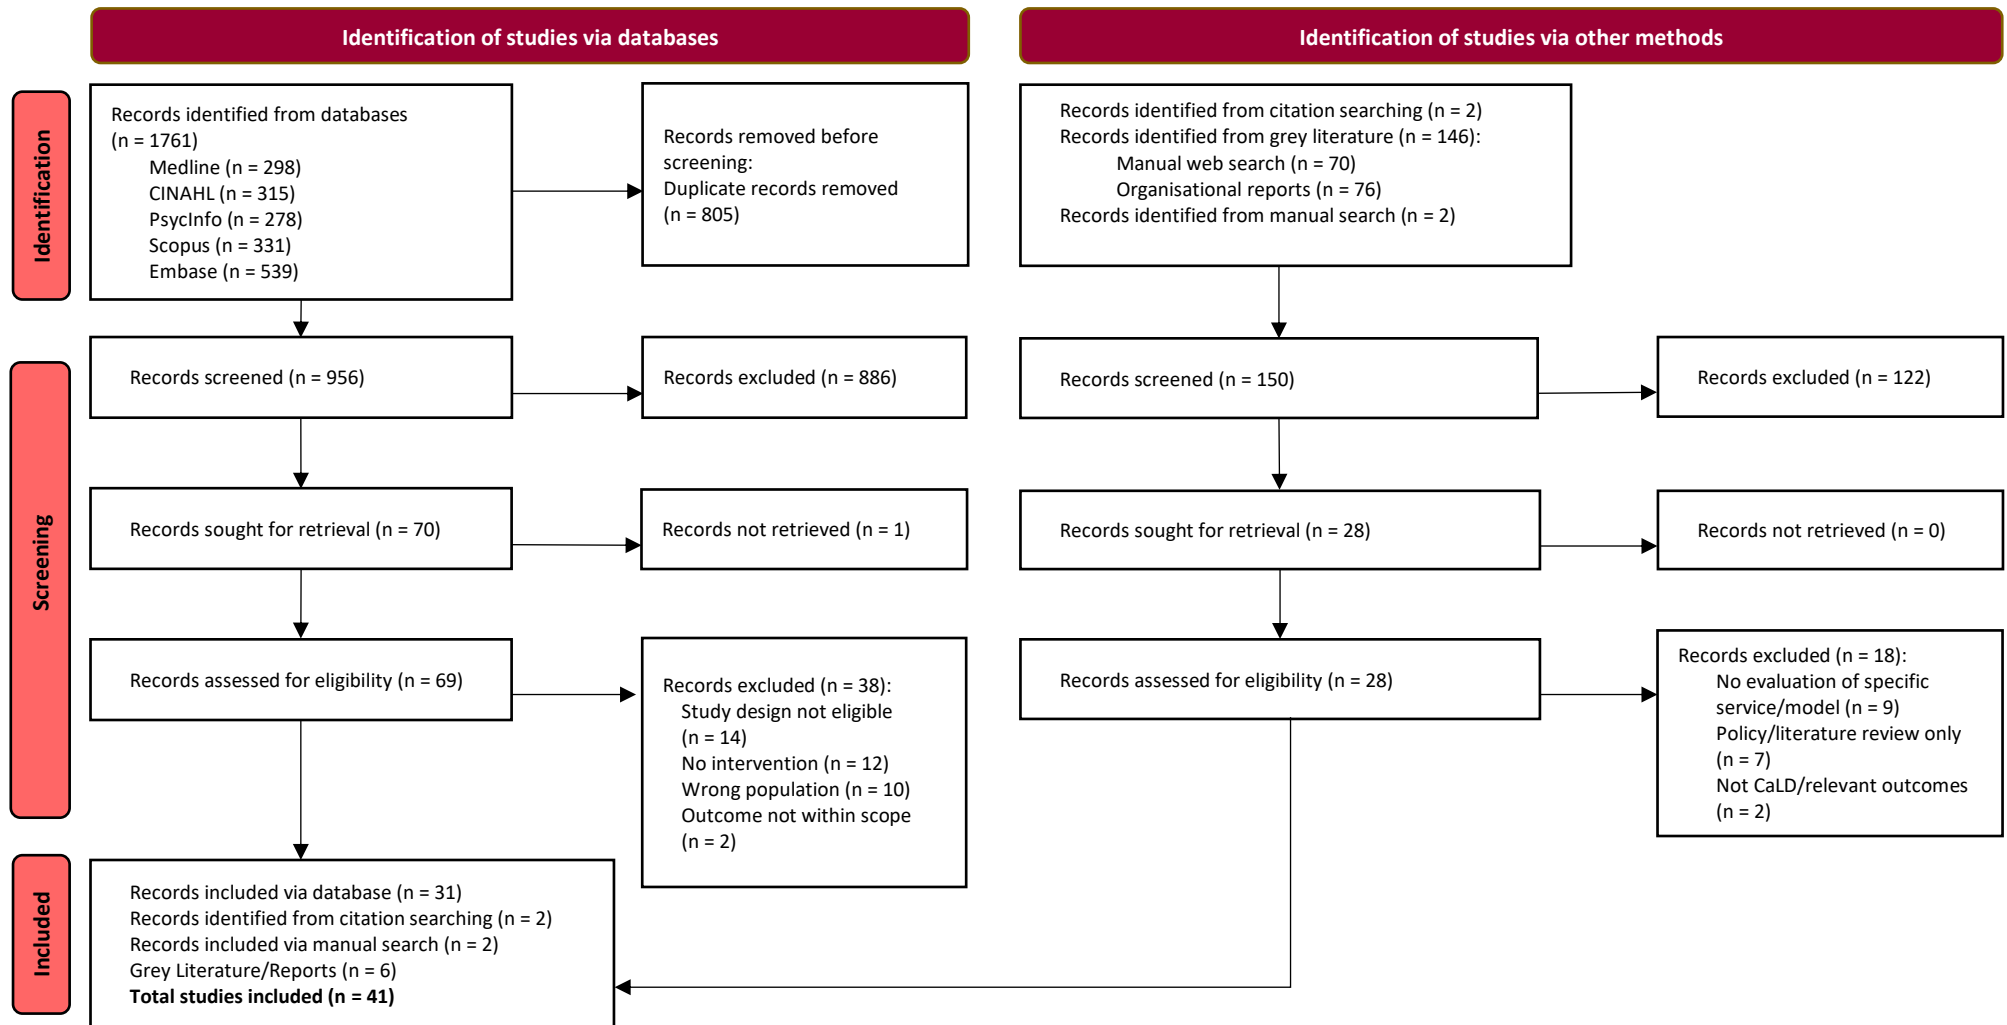 Identification of studies via databases
Identification of studies via other methods
Identification
Records identified from databases
(n = 1761)
Medline (n = 298)
CINAHL (n = 315)
PsycInfo (n = 278)
Scopus (n = 331)
Embase (n = 539)
Records removed before
screening:
Duplicate records removed
(n = 805)
Records identified from citation searching (n = 2)
Records identified from grey literature (n = 146):
Manual web search (n = 70)
Organisational reports (n = 76)
Records identified from manual search (n = 2)
Screening
Records screened (n = 956)
Records excluded (n = 886)
Records screened (n = 150)
Records excluded (n = 122)
Records sought for retrieval (n = 70)
Records not retrieved (n = 1)
Records sought for retrieval (n = 28)
Records not retrieved (n = 0)
Records assessed for eligibility (n = 69)
Records excluded (n = 38):
Study design not eligible
(n = 14)
No intervention (n = 12)
Wrong population (n = 10)
Outcome not within scope
(n = 2)
Records assessed for eligibility (n = 28)
Records excluded (n = 18):
No evaluation of specific
service/model (n = 9)
Policy/literature review only
(n = 7)
Not CaLD/relevant outcomes
(n = 2)
Included
Records included via database (n = 31)
Records identified from citation searching (n = 2)
Records included via manual search (n = 2)
Grey Literature/Reports (n = 6)
Total studies included (n = 41)